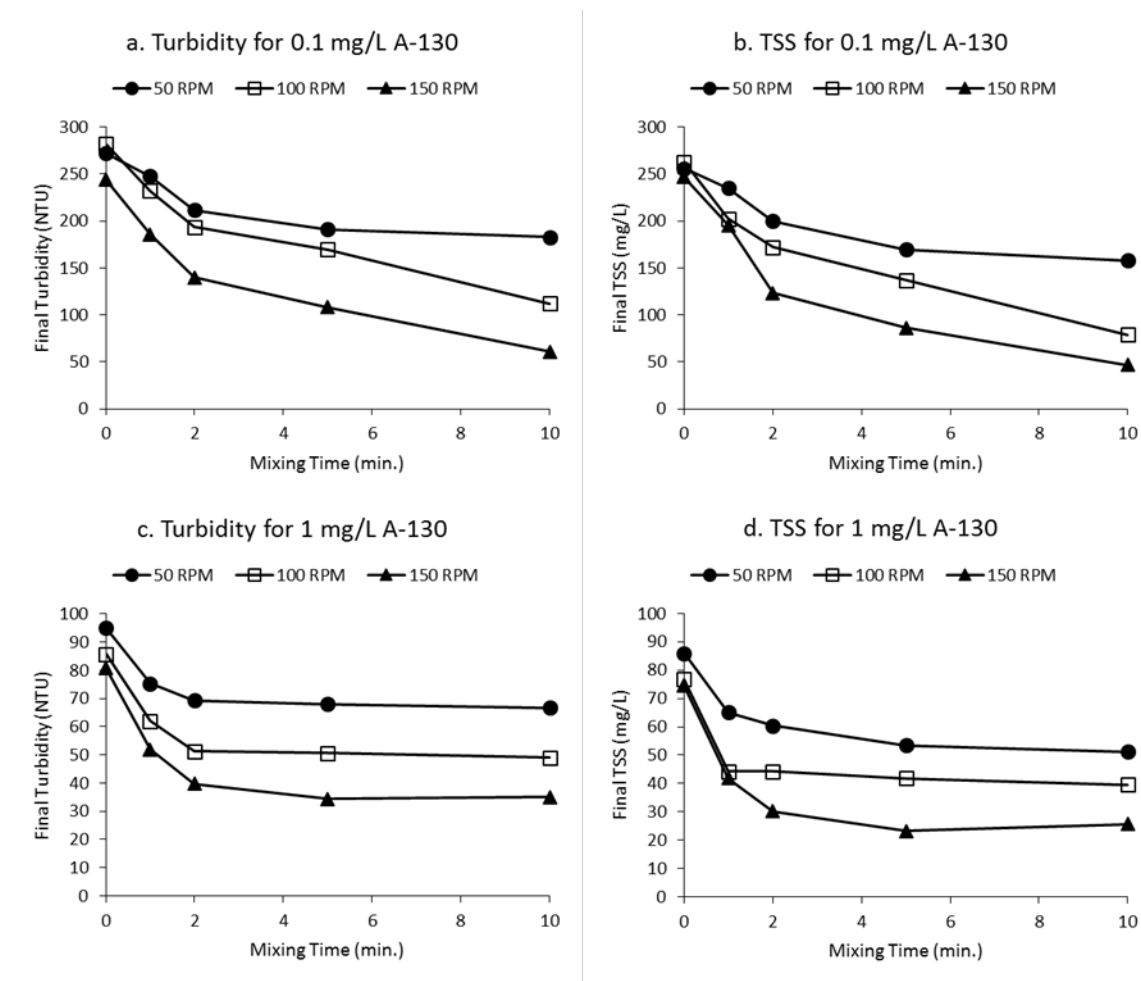 a. Turbidity for 0.1 mg/L A-130
50 RPM 100 RPM 150 RPM
Final Turbidity (NTU)
300
250
200
150
100
50
0
0 2 4 6 8 10
Mixing Time (min.)
b. TSS for 0.1 mg/L A-130
50 RPM 100 RPM 150 RPM
Final TSS (mg/L)
300
250
200
150
100
50
0
0 2 4 6 8 10
Mixing Time (min.)
c. Turbidity for 1 mg/L A-130
50 RPM 100 RPM 150 RPM
Final Turbidity (NTU)
100
90
80
70
60
50
40
30
20
10
0
0 2 4 6 8 10
Mixing Time (min.)
d. TSS for 1 mg/L A-130
50 RPM 100 RPM 150 RPM
Final TSS (mg/L)
100
90
80
70
60
50
40
30
20
10
0
0 2 4 6 8 10
Mixing Time (min.)